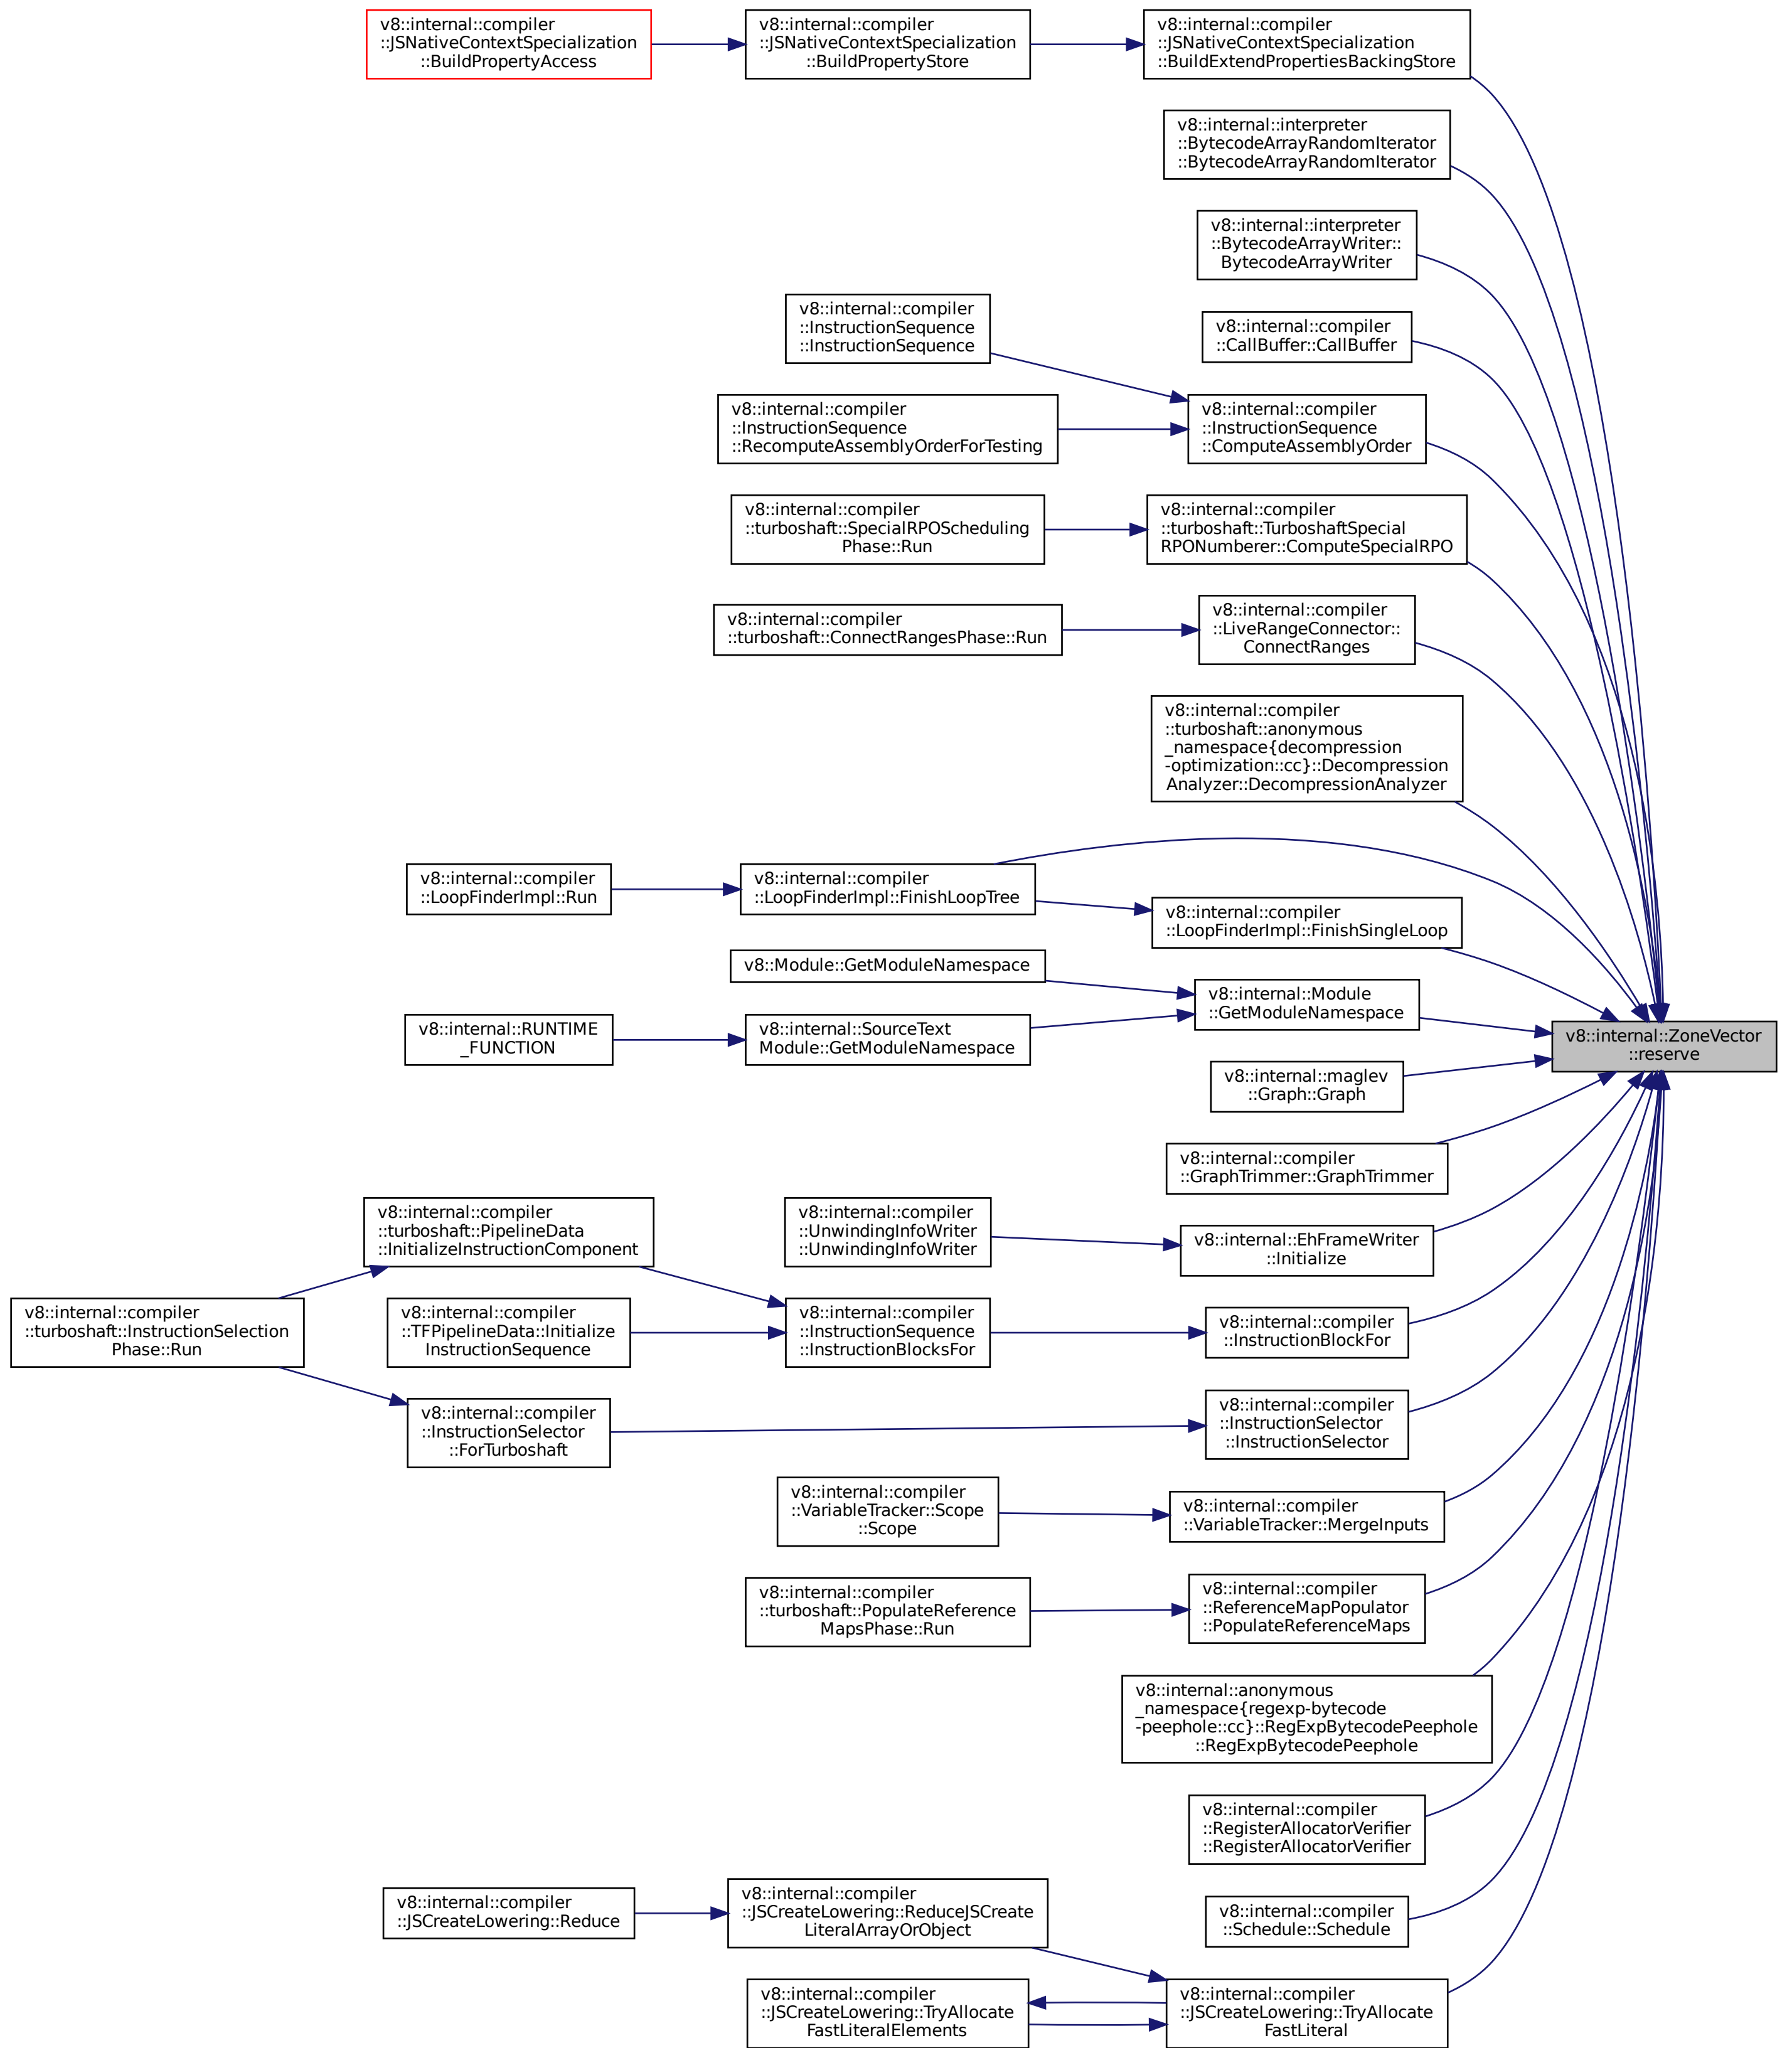 v8::internal::compiler
::JSNativeContextSpecialization
::BuildPropertyAccess
v8::internal::compiler
::JSNativeContextSpecialization
::BuildPropertyStore
v8::internal::compiler
::JSNativeContextSpecialization
::BuildExtendPropertiesBackingStore
v8::internal::interpreter
::BytecodeArrayRandomIterator
::BytecodeArrayRandomIterator
v8::internal::interpreter
::BytecodeArrayWriter::
BytecodeArrayWriter
v8::internal::compiler
::InstructionSequence
::InstructionSequence
v8::internal::compiler
::CallBuffer::CallBuffer
v8::internal::compiler
::InstructionSequence
::RecomputeAssemblyOrderForTesting
v8::internal::compiler
::InstructionSequence
::ComputeAssemblyOrder
v8::internal::compiler
::turboshaft::SpecialRPOScheduling
Phase::Run
v8::internal::compiler
::turboshaft::TurboshaftSpecial
RPONumberer::ComputeSpecialRPO
v8::internal::compiler
::turboshaft::ConnectRangesPhase::Run
v8::internal::compiler
::LiveRangeConnector::
ConnectRanges
v8::internal::compiler
::turboshaft::anonymous
_namespace{decompression
-optimization::cc}::Decompression
Analyzer::DecompressionAnalyzer
v8::internal::compiler
::LoopFinderImpl::Run
v8::internal::compiler
::LoopFinderImpl::FinishLoopTree
v8::internal::compiler
::LoopFinderImpl::FinishSingleLoop
v8::Module::GetModuleNamespace
v8::internal::Module
::GetModuleNamespace
v8::internal::RUNTIME
_FUNCTION
v8::internal::SourceText
Module::GetModuleNamespace
v8::internal::ZoneVector
::reserve
v8::internal::maglev
::Graph::Graph
v8::internal::compiler
::GraphTrimmer::GraphTrimmer
v8::internal::compiler
::turboshaft::PipelineData
::InitializeInstructionComponent
v8::internal::compiler
::UnwindingInfoWriter
::UnwindingInfoWriter
v8::internal::EhFrameWriter
::Initialize
v8::internal::compiler
::turboshaft::InstructionSelection
Phase::Run
v8::internal::compiler
::TFPipelineData::Initialize
InstructionSequence
v8::internal::compiler
::InstructionSequence
::InstructionBlocksFor
v8::internal::compiler
::InstructionBlockFor
v8::internal::compiler
::InstructionSelector
::ForTurboshaft
v8::internal::compiler
::InstructionSelector
::InstructionSelector
v8::internal::compiler
::VariableTracker::Scope
::Scope
v8::internal::compiler
::VariableTracker::MergeInputs
v8::internal::compiler
::turboshaft::PopulateReference
MapsPhase::Run
v8::internal::compiler
::ReferenceMapPopulator
::PopulateReferenceMaps
v8::internal::anonymous
_namespace{regexp-bytecode
-peephole::cc}::RegExpBytecodePeephole
::RegExpBytecodePeephole
v8::internal::compiler
::RegisterAllocatorVerifier
::RegisterAllocatorVerifier
v8::internal::compiler
::JSCreateLowering::Reduce
v8::internal::compiler
::JSCreateLowering::ReduceJSCreate
LiteralArrayOrObject
v8::internal::compiler
::Schedule::Schedule
v8::internal::compiler
::JSCreateLowering::TryAllocate
FastLiteralElements
v8::internal::compiler
::JSCreateLowering::TryAllocate
FastLiteral